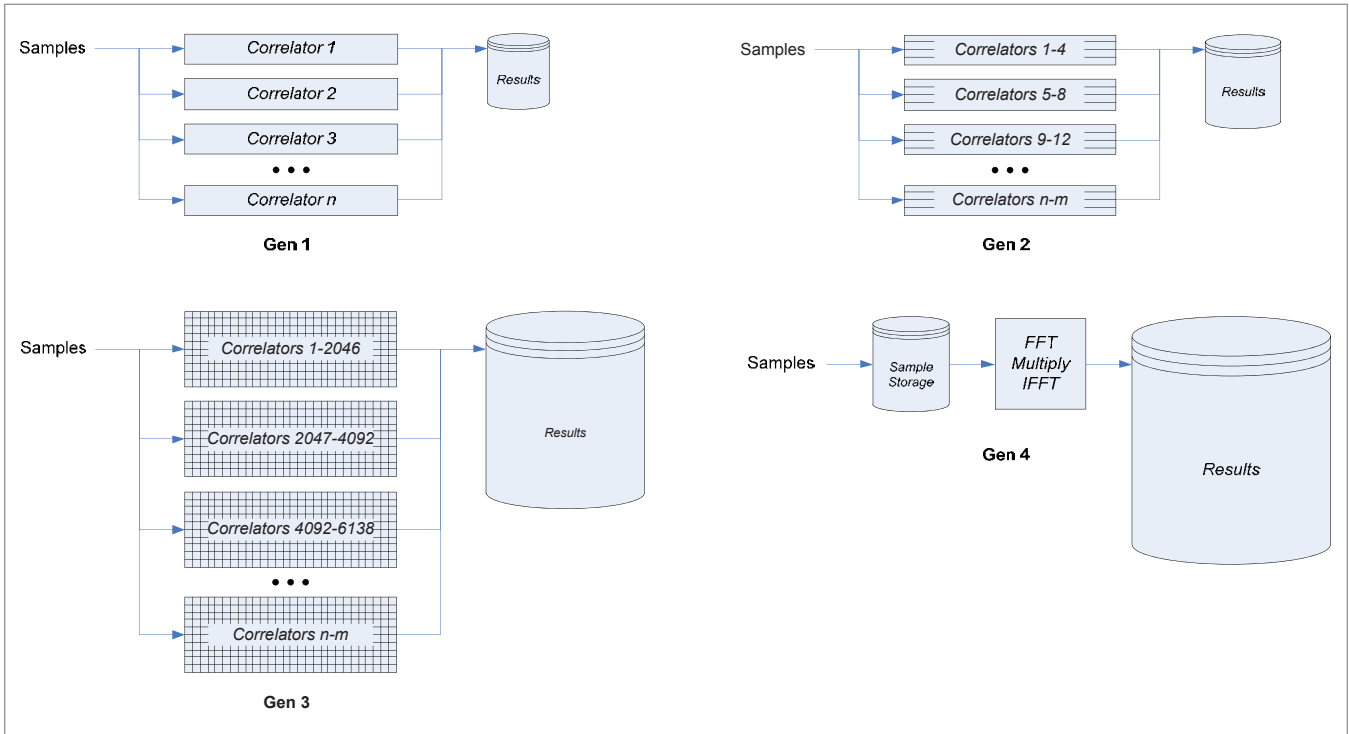 Samples
Correlator 1
Correlator 2
Correlator 3
• • •
Correlator n
Results
Gen 1
Samples
Correlators 1-4
Correlators 5-8
Correlators 9-12
• • •
Correlators n-m
Results
Gen 2
Samples
Correlators 1-2046
Correlators 2047-4092
Correlators 4092-6138
• • •
Correlators n-m
Results
Gen 3
Samples
Sample
Storage
FFT
Multiply
IFFT
Results
Gen 4